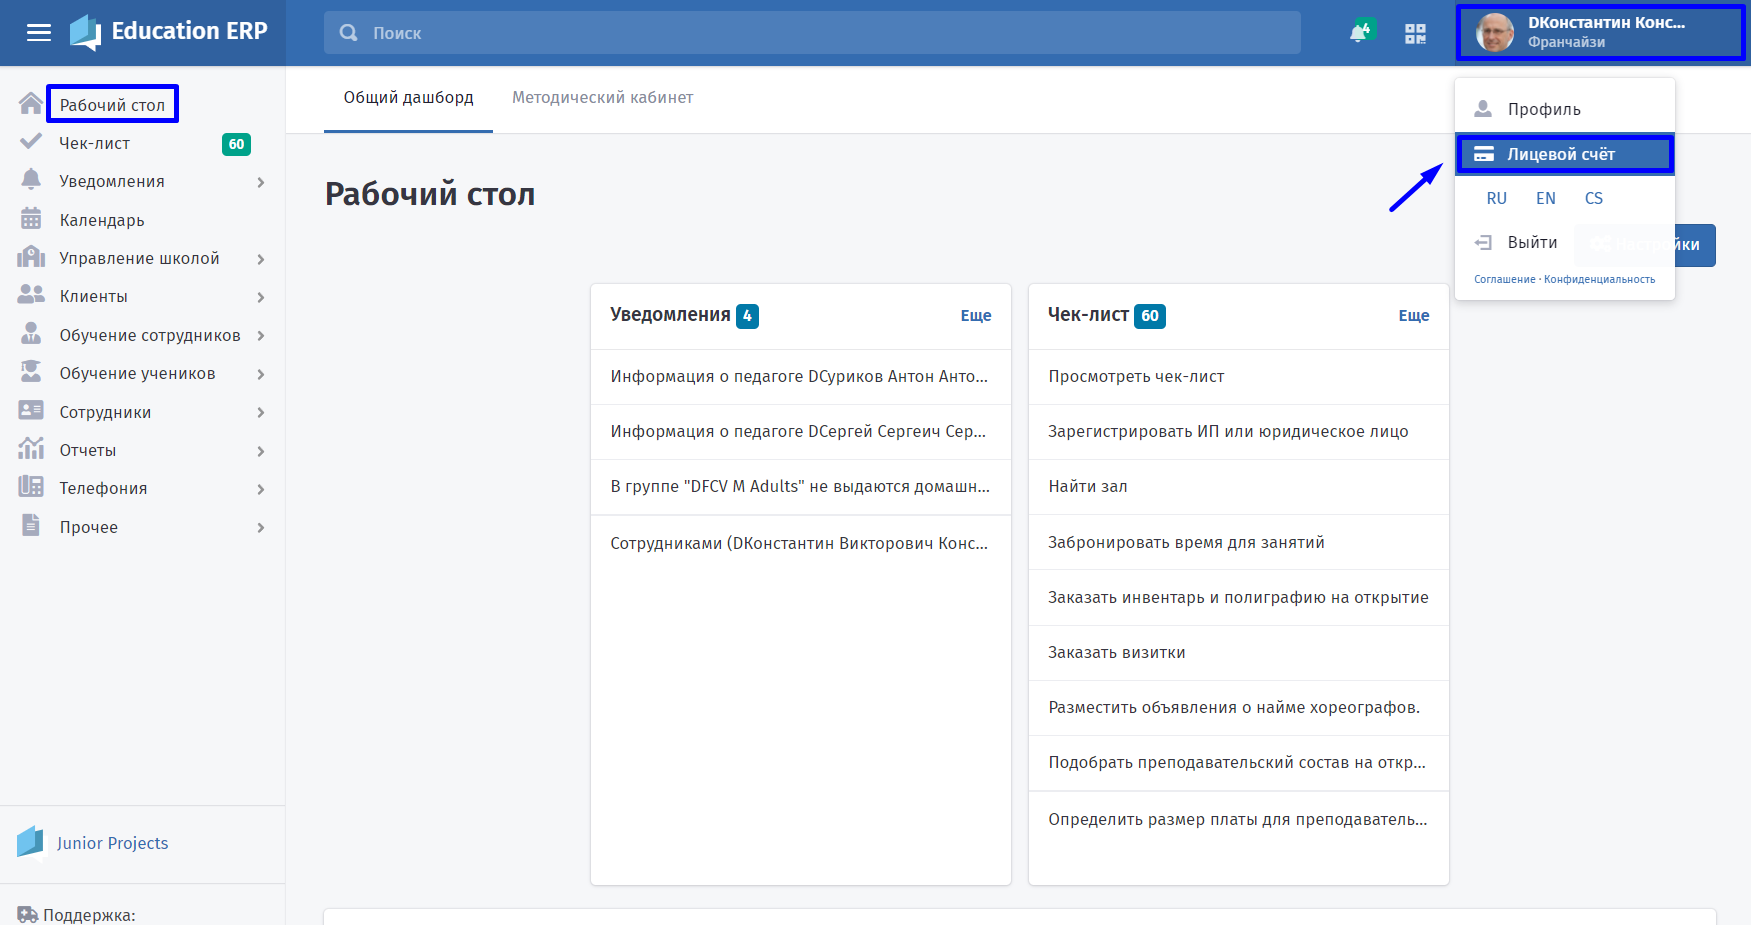 Education ERP
Поиск
4
DКонстантин Конс...
Франчайзи
Рабочий стол
Чек-лист
60
Уведомления
Календарь
Управление школой
Клиенты
Обучение сотрудников
Обучение учеников
Сотрудники
Отчеты
Телефония
Прочее
Junior Projects
Поддержка:
Общий дашборд
Методический кабинет
Рабочий стол
Профиль
Лицевой счёт
RU EN CS
Выйти
Настройки
Соглашение · Конфиденциальность
Уведомления 4
Еще
Информация о педагоге DСуриков Антон Анто...
Информация о педагоге DСергей Сергеич Сер...
В группе "DFCV M Adults" не выдаются домашн...
Сотрудниками (DКонстантин Викторович Конс...
Чек-лист 60
Еще
Просмотреть чек-лист
Зарегистрировать ИП или юридическое лицо
Найти зал
Забронировать время для занятий
Заказать инвентарь и полиграфию на открытие
Заказать визитки
Разместить объявления о найме хореографов.
Подобрать преподавательский состав на откр...
Определить размер платы для преподаватель...